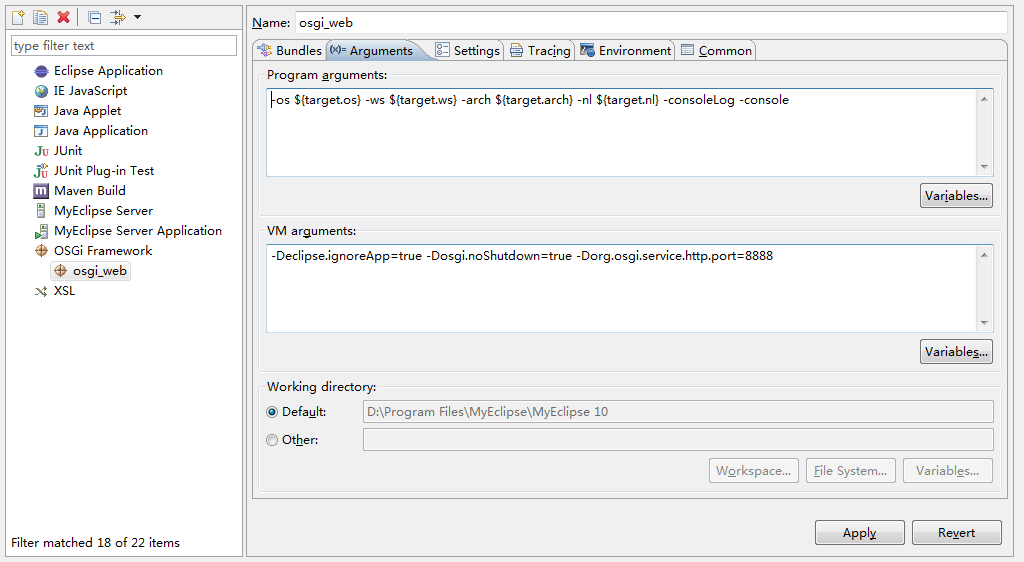 type filter text
Eclipse Application
IE JavaScript
Java Applet
Java Application
JUnit
JUnit Plug-in Test
Maven Build
MyEclipse Server
MyEclipse Server Application
OSGi Framework
osgi_web
XSL
Filter matched 18 of 22 items
Name: osgi_web
Bundles (x)= Arguments Settings Tracing Environment Common
Program arguments:
-os ${target.os} -ws ${target.ws} -arch ${target.arch} -nl ${target.nl} -consoleLog -console
Variables...
VM arguments:
-Declipse.ignoreApp=true -Dosgi.noShutdown=true -Dorg.osgi.service.http.port=8888
Variables...
Working directory:
Default: D:\Program Files\MyEclipse\MyEclipse 10
Other:
Workspace... File System... Variables...
Apply Revert